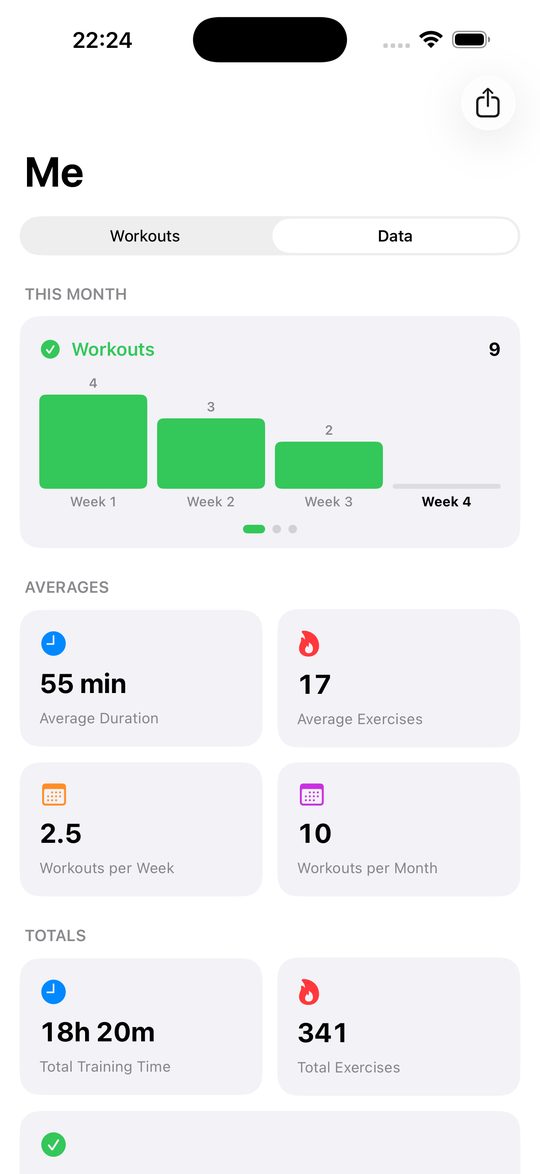 22:24
Me
Workouts Data
THIS MONTH
Workouts 9
4
3
2
Week 1 Week 2 Week 3 Week 4
AVERAGES
55 min
Average Duration
17
Average Exercises
2.5
Workouts per Week
10
Workouts per Month
TOTALS
18h 20m
Total Training Time
341
Total Exercises